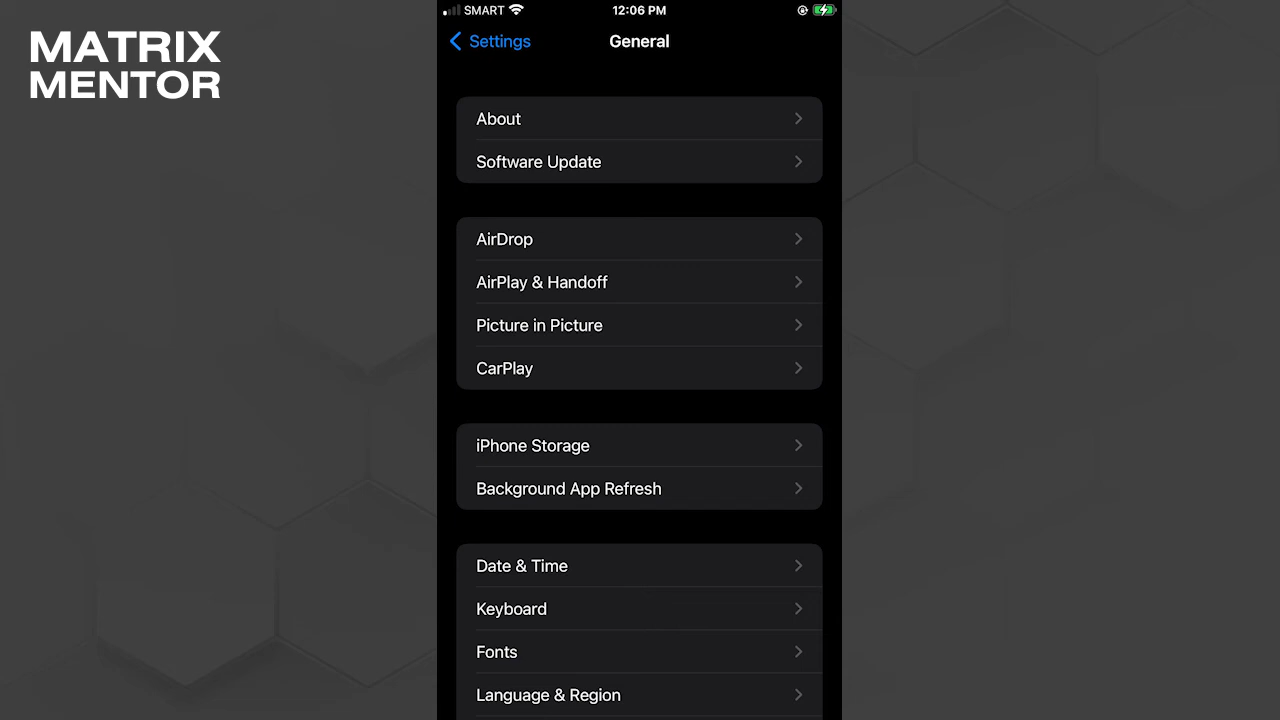 MATRIX
MENTOR
SMART 12:06 PM
Settings General
About
Software Update
AirDrop
AirPlay & Handoff
Picture in Picture
CarPlay
iPhone Storage
Background App Refresh
Date & Time
Keyboard
Fonts
Language & Region